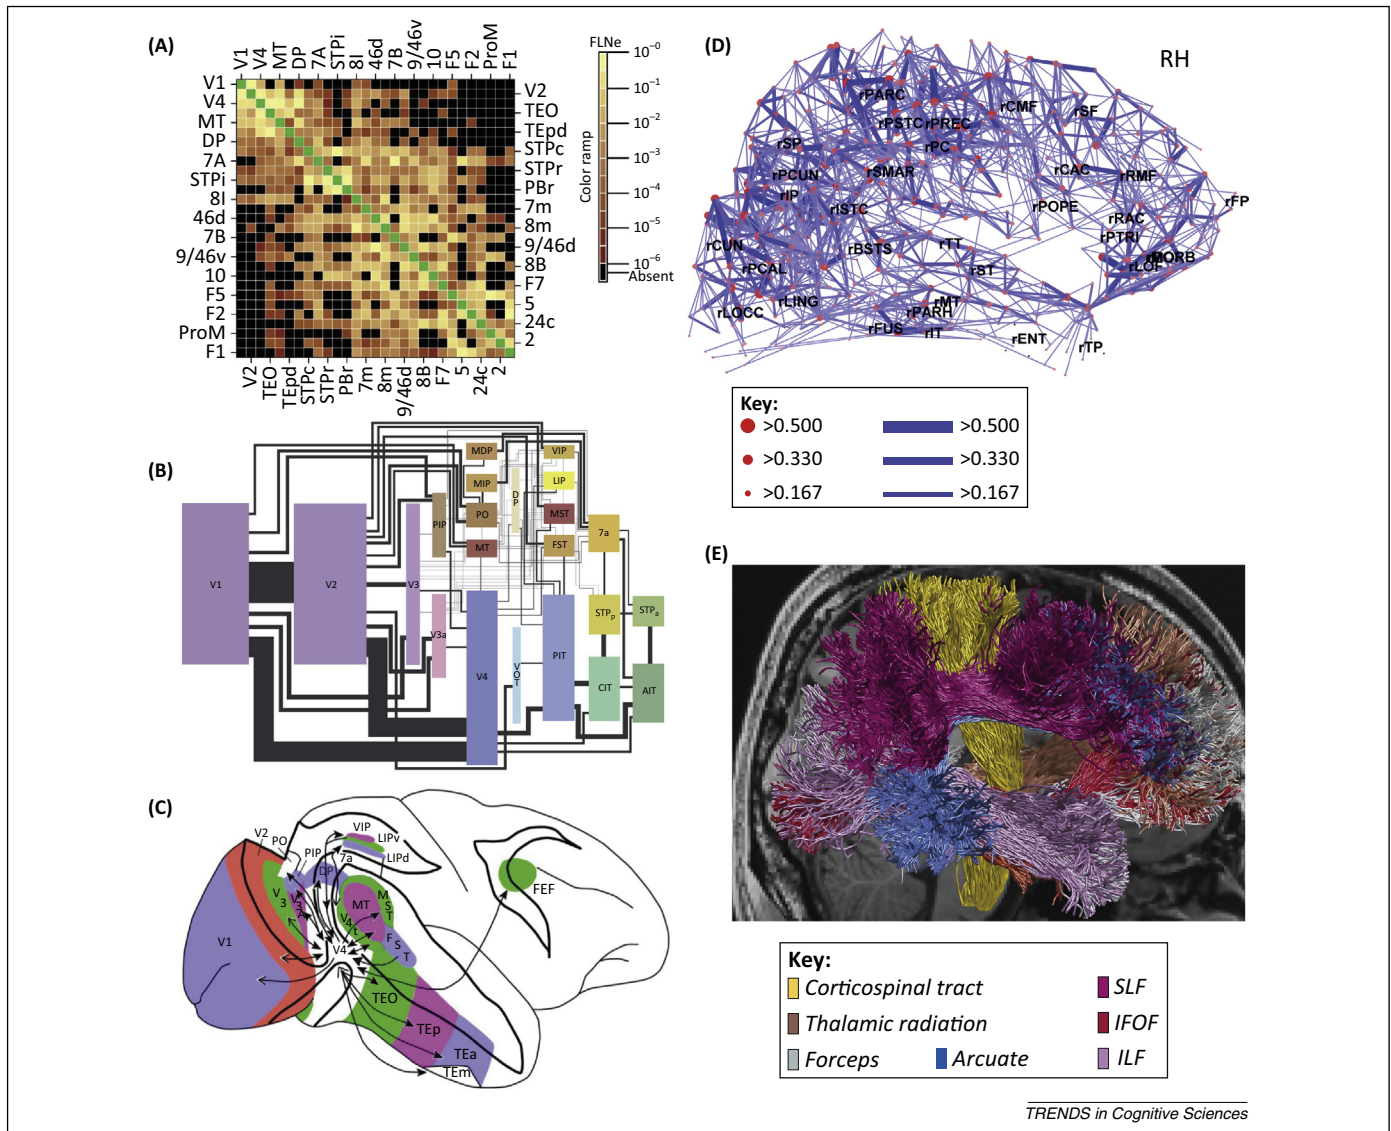 (A)
V1 V4 MT DP 7A STPi 8l 46d 7B 9/46v 10 F5 F2 ProM F1
V1
V4
MT
DP
7A
STPi
8l
46d
7B
9/46v
10
F5
F2
ProM
F1
V2
TEO
TEpd
STPc
STPr
PBr
7m
8m
9/46d
8B
F7
5
24c
2
V2 TEO TEpd STPc STPr PBr 7m 8m 9/46d 8B F7 5 24c 2
FLNe
Color ramp
10⁻⁰
10⁻¹
10⁻²
10⁻³
10⁻⁴
10⁻⁵
10⁻⁶
Absent
(B)
V1
V2
V3
PIP
V3a
MDP
MIP
PO
MT
V4
DP
VOT
VIP
LIP
MST
FST
PIT
7a
STPp
CIT
STPa
AIT
(C)
V2
PO
PIP
VIP
LIPv
7a
LIPd
DP
V3
V3A
MT
MST
V4t
FST
V1
V4
FEF
TEO
TEp
TEa
TEm
(D)
RH
rPARC
rCMF
rSF
rPSTC
rPREC
rSP
rPC
rPCUN
rSMAR
rCAC
rRMF
rIP
rISTC
rPOPE
rFP
rRAC
rCUN
rBSTS
rTT
rPTRI
rPCAL
rST
rLOF
rLING
rMT
rLOCC
rPARH
rFUS
rIT
rENT
rTP
Key:
>0.500 >0.500
>0.330 >0.330
>0.167 >0.167
(E)
Key:
Corticospinal tract SLF
Thalamic radiation IFOF
Forceps Arcuate ILF
TRENDS in Cognitive Sciences